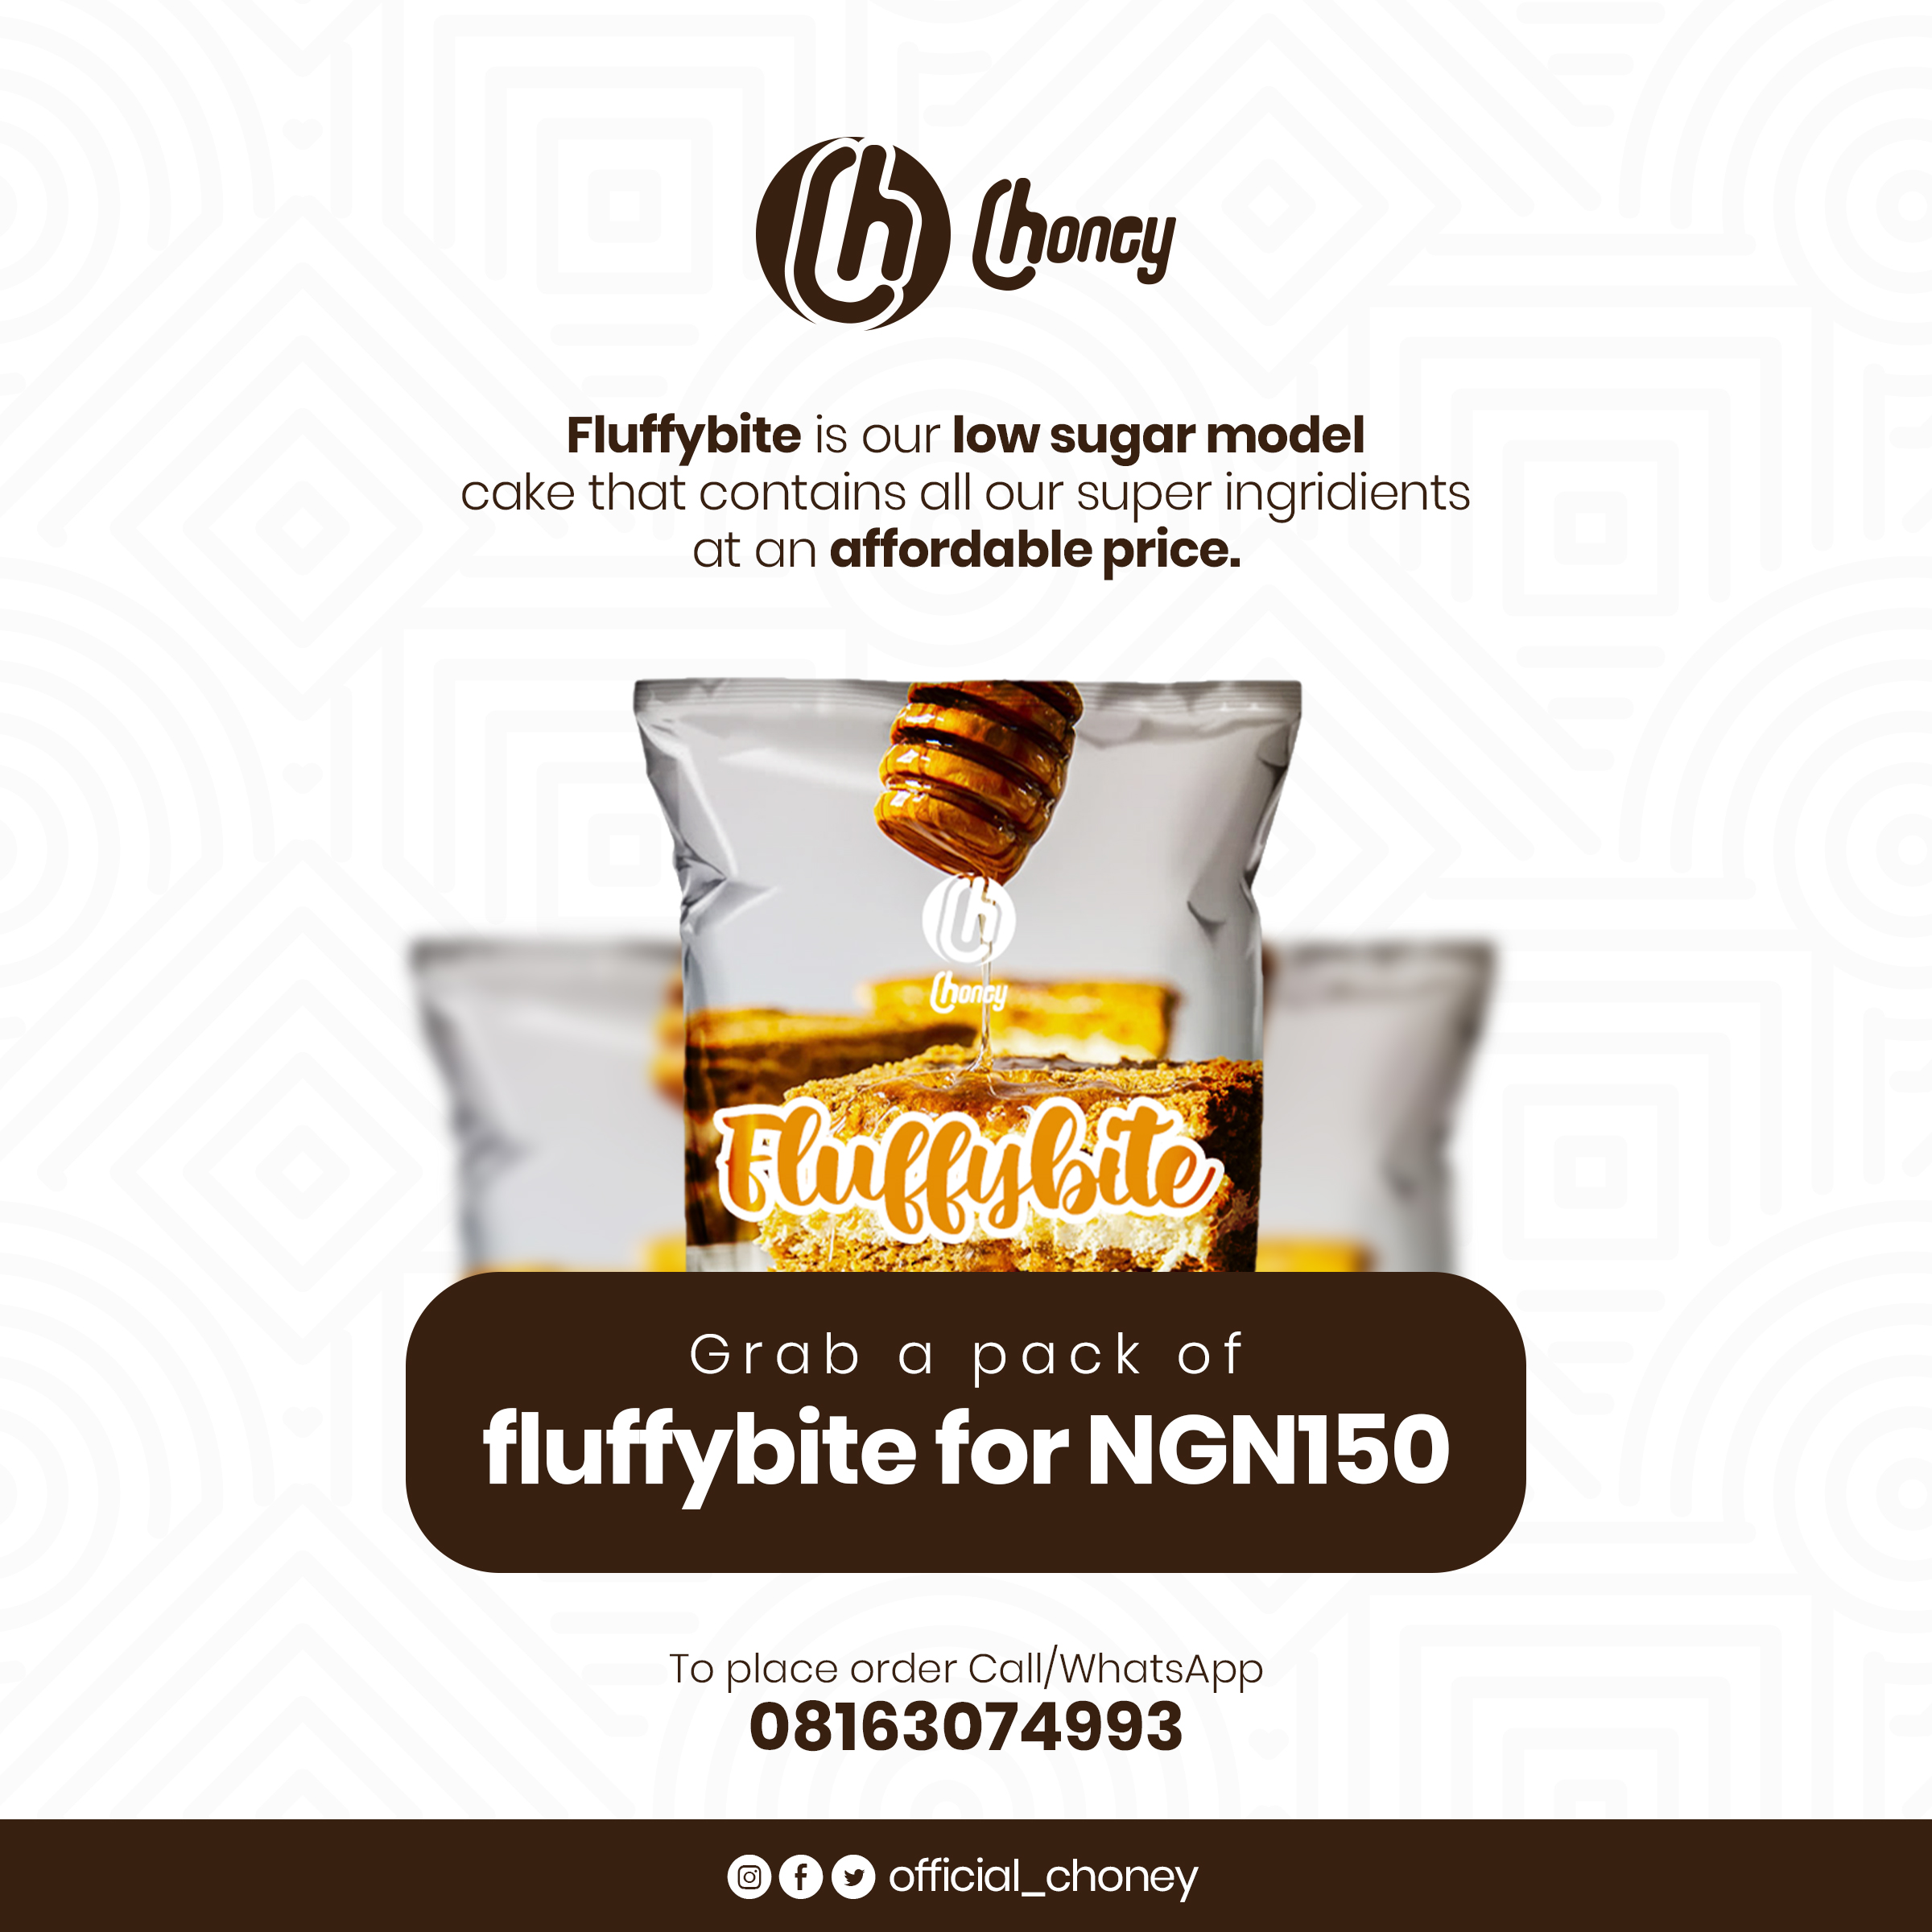 Choney
Fluffybite is our low sugar model
cake that contains all our super ingridients
at an affordable price.
Choney
Fluffybite
Grab a pack of
fluffybite for NGN150
To place order Call/WhatsApp
08163074993
official_choney